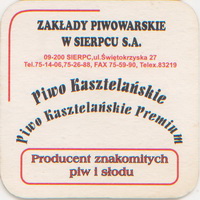 ZAKŁADY PIWOWARSKIE
W SIERPCU S.A.
09-200 SIERPC,ul.Świętokrzyska 27
Tel.75-14-06,75-26-88, FAX 75-59-90, Telex.83219
Piwo Kasztelańskie
Piwo Kasztelańskie Premium
Producent znakomitych
piw i słodu